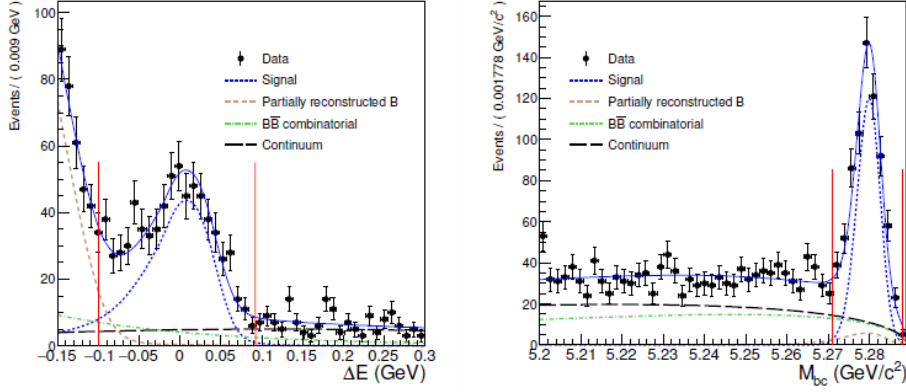 Events / ( 0.009 GeV )
100
80
60
40
20
0
Data
Signal
Partially reconstructed B
BB̅ combinatorial
Continuum
−0.15 −0.1 −0.05 0 0.05 0.1 0.15 0.2 0.25 0.3
ΔE (GeV)
Events / ( 0.001778 GeV/c² )
160
140
120
100
80
60
40
20
0
Data
Signal
Partially reconstructed B
BB̅ combinatorial
Continuum
5.2 5.21 5.22 5.23 5.24 5.25 5.26 5.27 5.28
M_bc (GeV/c²)